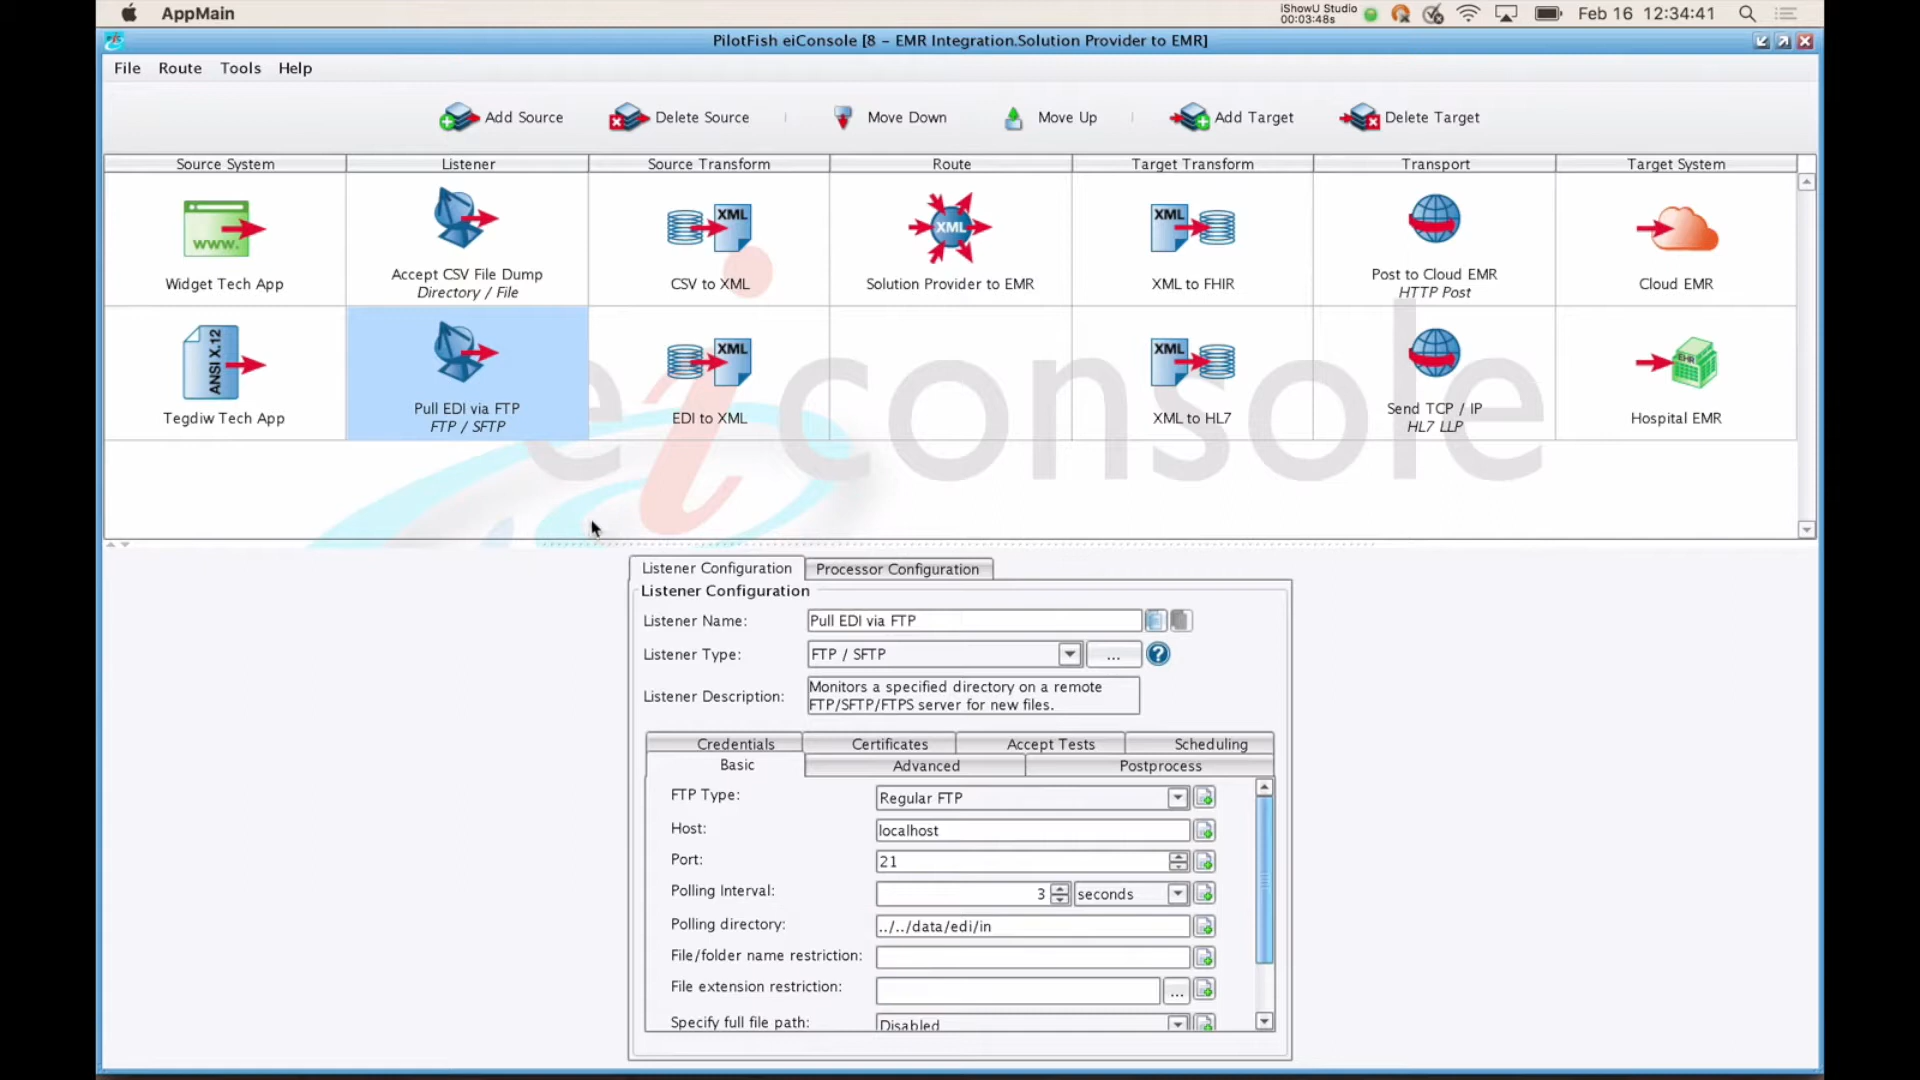 AppMain
iShowU Studio
00:03:48s
Feb 16 12:34:41
PilotFish eiConsole [8 – EMR Integration.Solution Provider to EMR]
File Route Tools Help
Add Source Delete Source Move Down Move Up Add Target Delete Target
Source System Listener Source Transform Route Target Transform Transport Target System
www. XML XML XML
Widget Tech App
Accept CSV File Dump
Directory / File
CSV to XML
Solution Provider to EMR
XML to FHIR
Post to Cloud EMR
HTTP Post
Cloud EMR
ANSI X.12 XML XML EHR
Tegdiw Tech App
Pull EDI via FTP
FTP / SFTP
EDI to XML
XML to HL7
Send TCP / IP
HL7 LLP
Hospital EMR
eiconsole
Listener Configuration Processor Configuration
Listener Configuration
Listener Name: Pull EDI via FTP
Listener Type: FTP / SFTP ... ?
Listener Description: Monitors a specified directory on a remote
FTP/SFTP/FTPS server for new files.
Credentials Certificates Accept Tests Scheduling
Basic Advanced Postprocess
FTP Type: Regular FTP
Host: localhost
Port: 21
Polling Interval: 3 seconds
Polling directory: ../../data/edi/in
File/folder name restriction:
File extension restriction: ...
Specify full file path: Disabled